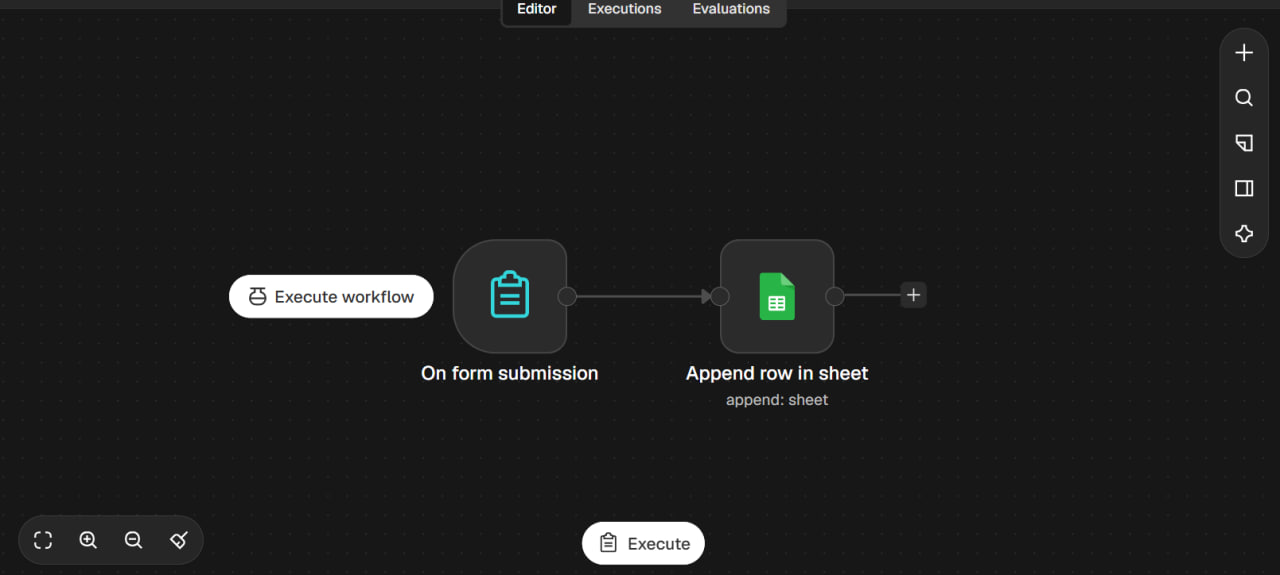 Editor
Executions
Evaluations
Execute workflow
On form submission
Append row in sheet
append: sheet
Execute